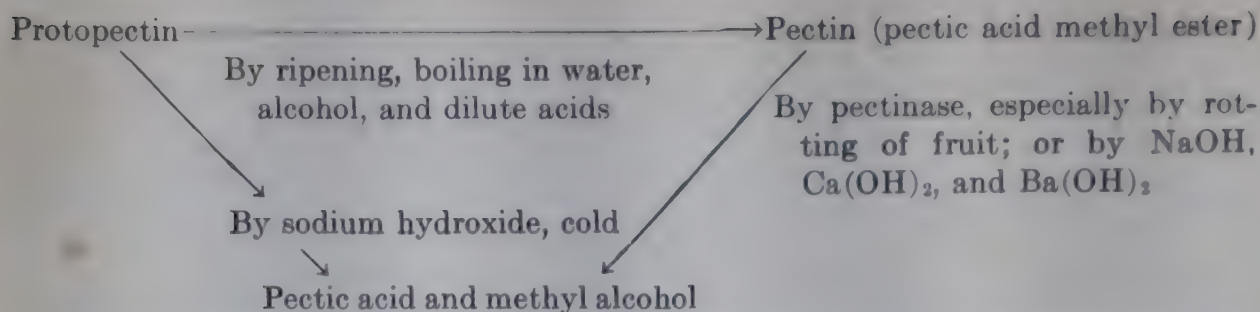 Protopectin
Pectin (pectic acid methyl ester)
By ripening, boiling in water,
alcohol, and dilute acids
By pectinase, especially by rot-
ting of fruit; or by NaOH,
Ca(OH)₂, and Ba(OH)₂
By sodium hydroxide, cold
Pectic acid and methyl alcohol